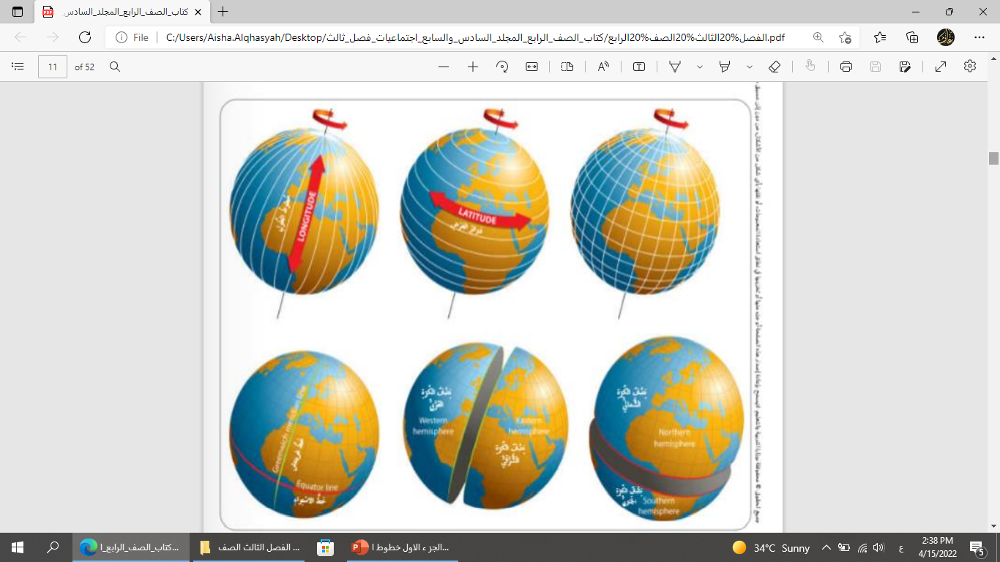 كتاب_الصف_الرابع_المجلد_السادس_
File
C:/Users/Aisha.Alqhasyah/Desktop/الفصل%20الثالث%20الصف%20الرابع/كتاب_الصف_الرابع_المجلد_السادس_والسابع_اجتماعيات_فصل_ثالث.pdf
11 of 52
LONGITUDE
خطوط الطول
LATITUDE
دوائر العرض
Greenwich meridian line
خط غرينتش
Equator line
خط الاستواء
نصف الكرة
الغربي
Western
hemisphere
Eastern
hemisphere
نصف الكرة
الشرقي
نصف الكرة
الشمالي
Northern
hemisphere
نصف الكرة
الجنوبي
Southern
hemisphere
كتاب_الصف_الرابع_ا...
الفصل الثالث الصف ...
الجزء الاول خطوط ا...
34°C Sunny
ع
2:38 PM
4/15/2022
5